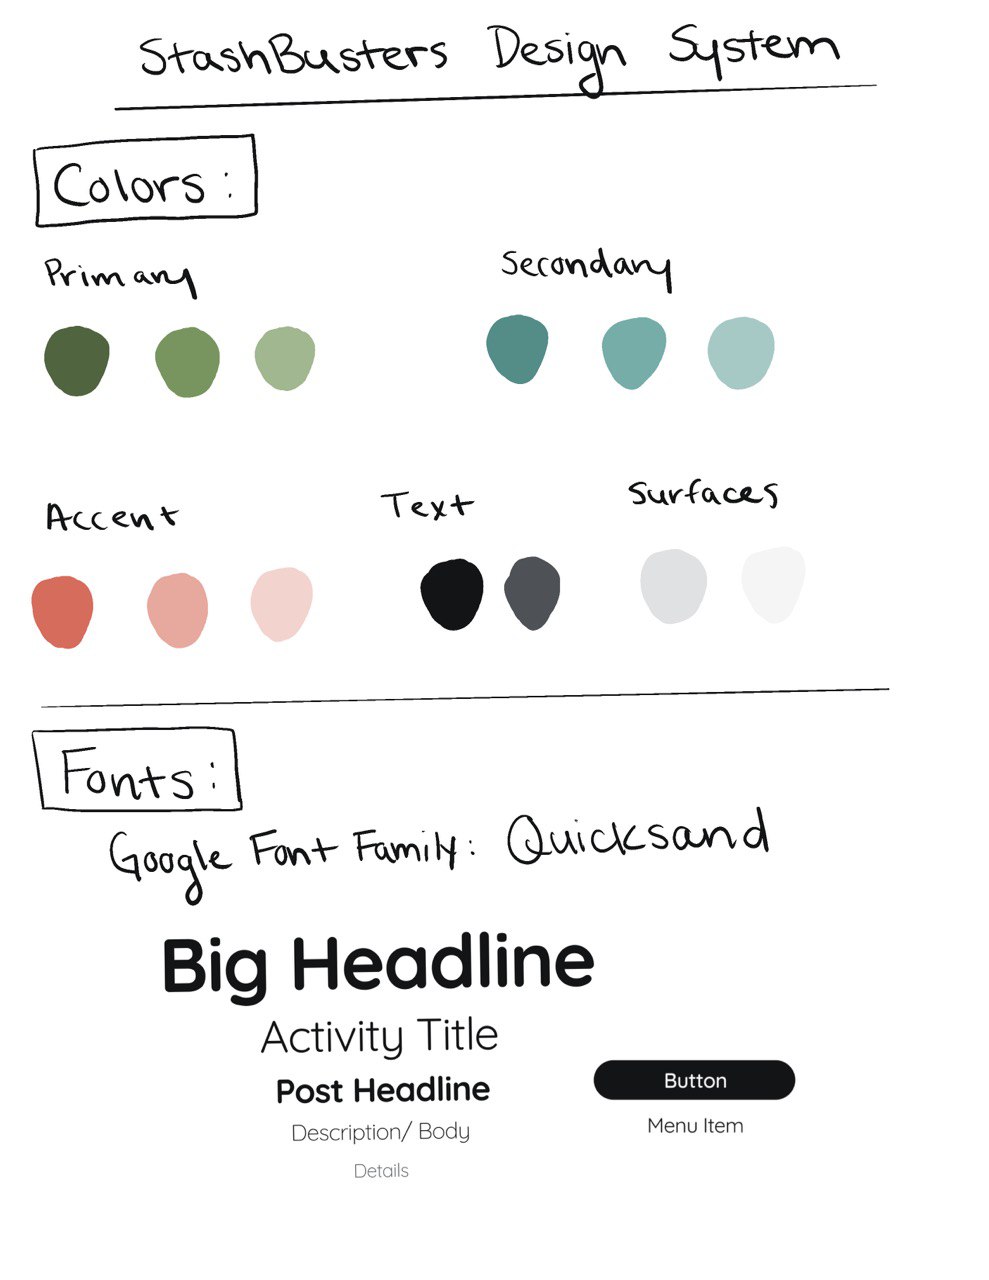 StashBusters Design System
Colors:
Primary
Secondary
Accent
Text
Surfaces
Fonts:
Google Font Family: Quicksand
Big Headline
Activity Title
Post Headline
Description/ Body
Details
Button
Menu Item